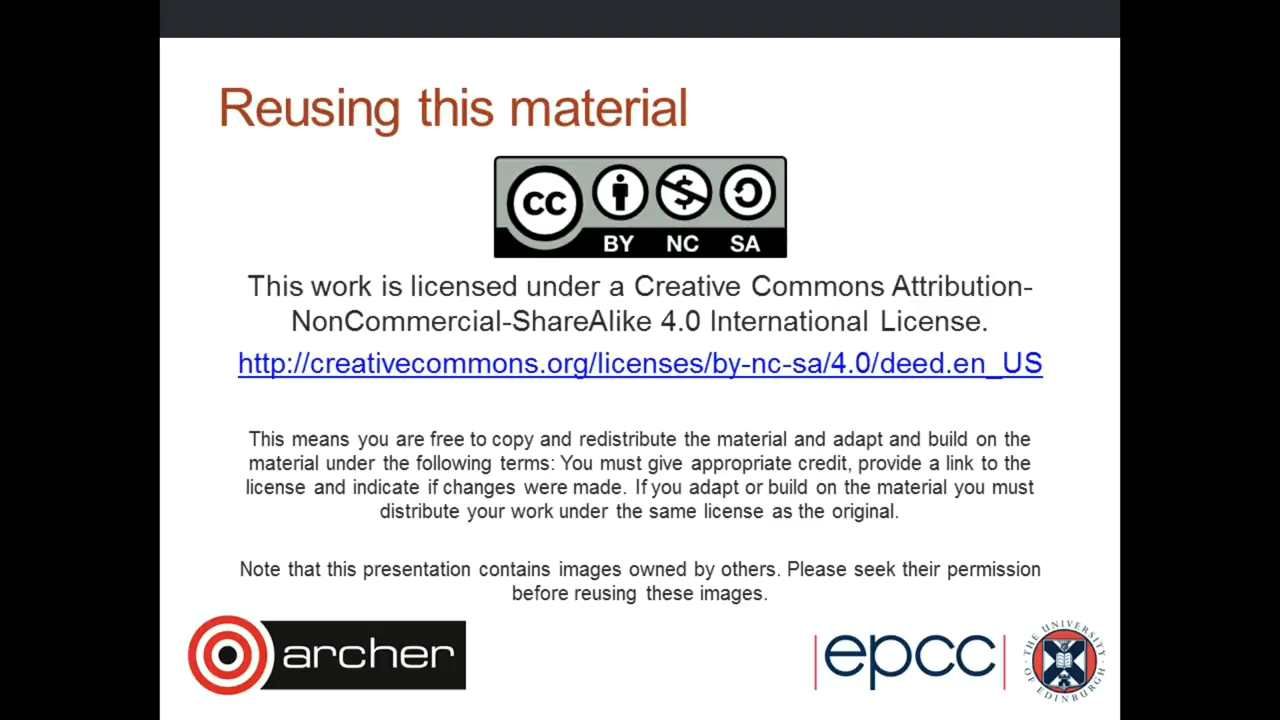 Reusing this material
CC
BY NC SA
This work is licensed under a Creative Commons Attribution-
NonCommercial-ShareAlike 4.0 International License.
http://creativecommons.org/licenses/by-nc-sa/4.0/deed.en_US
This means you are free to copy and redistribute the material and adapt and build on the
material under the following terms: You must give appropriate credit, provide a link to the
license and indicate if changes were made. If you adapt or build on the material you must
distribute your work under the same license as the original.
Note that this presentation contains images owned by others. Please seek their permission
before reusing these images.
archer
epcc
THE UNIVERSITY
OF EDINBURGH